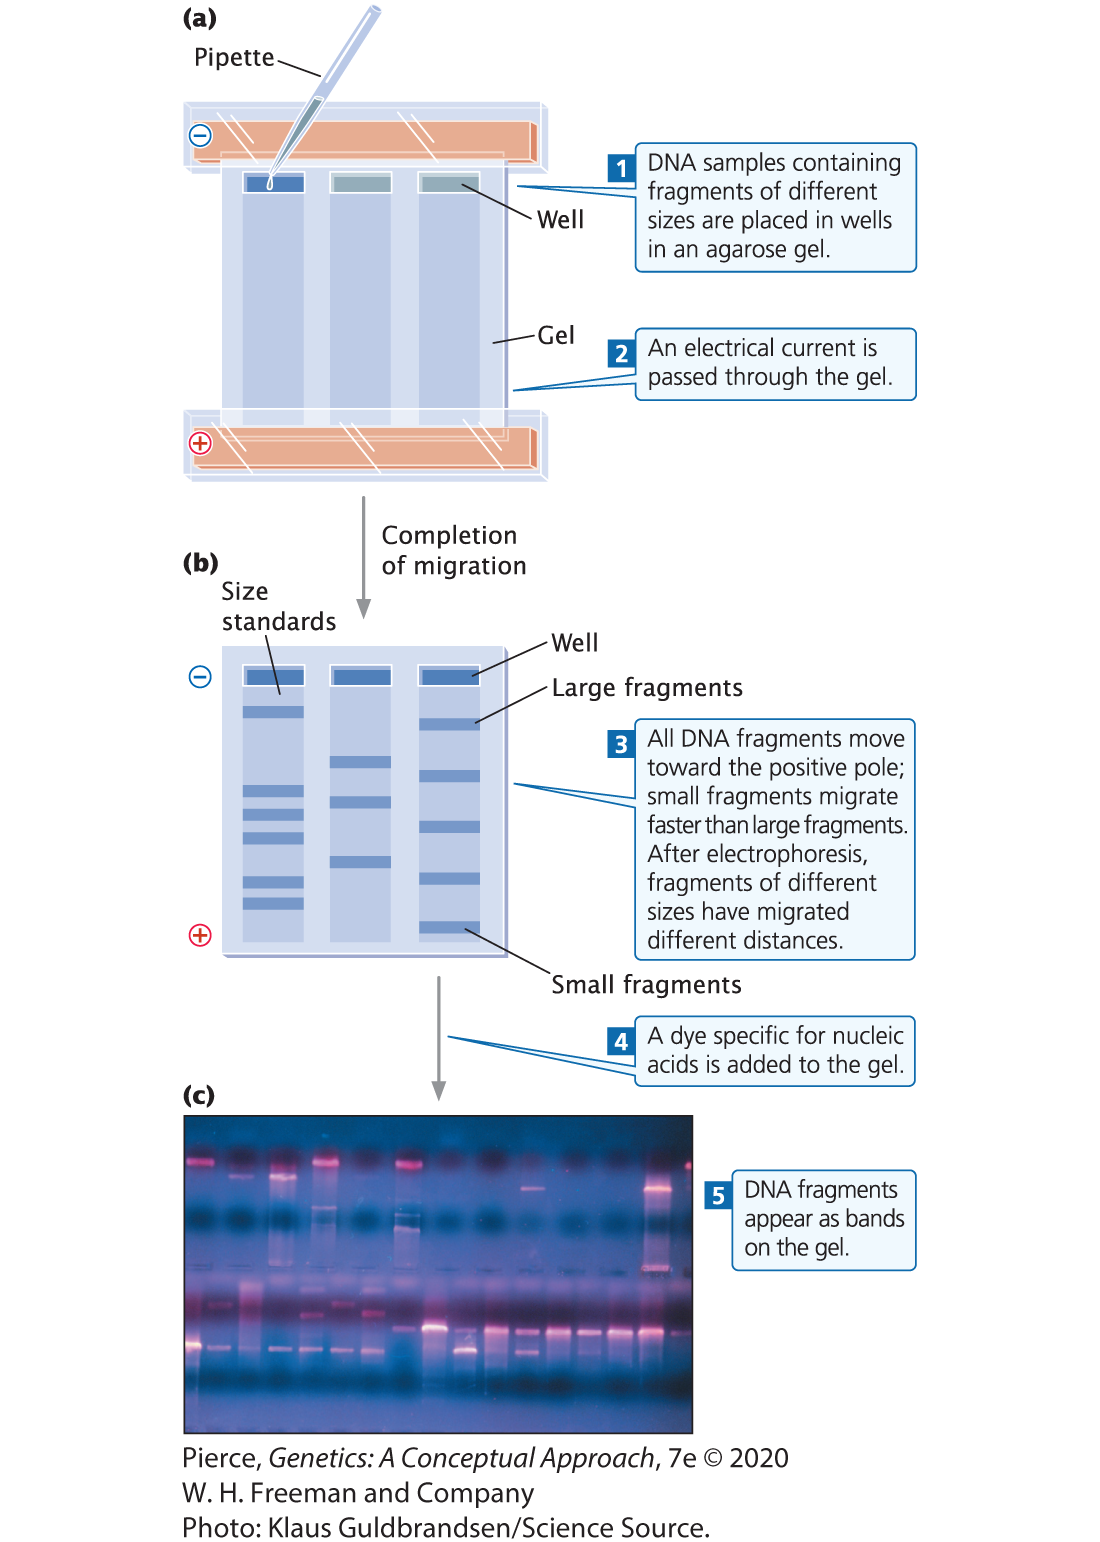 (a)
Pipette
−
1
DNA samples containing
fragments of different
sizes are placed in wells
in an agarose gel.
Well
Gel
2
An electrical current is
passed through the gel.
+
Completion
of migration
(b)
Size
standards
Well
−
Large fragments
3
All DNA fragments move
toward the positive pole;
small fragments migrate
faster than large fragments.
After electrophoresis,
fragments of different
sizes have migrated
different distances.
+
Small fragments
4
A dye specific for nucleic
acids is added to the gel.
(c)
5
DNA fragments
appear as bands
on the gel.
Pierce, Genetics: A Conceptual Approach, 7e © 2020
W. H. Freeman and Company
Photo: Klaus Guldbrandsen/Science Source.